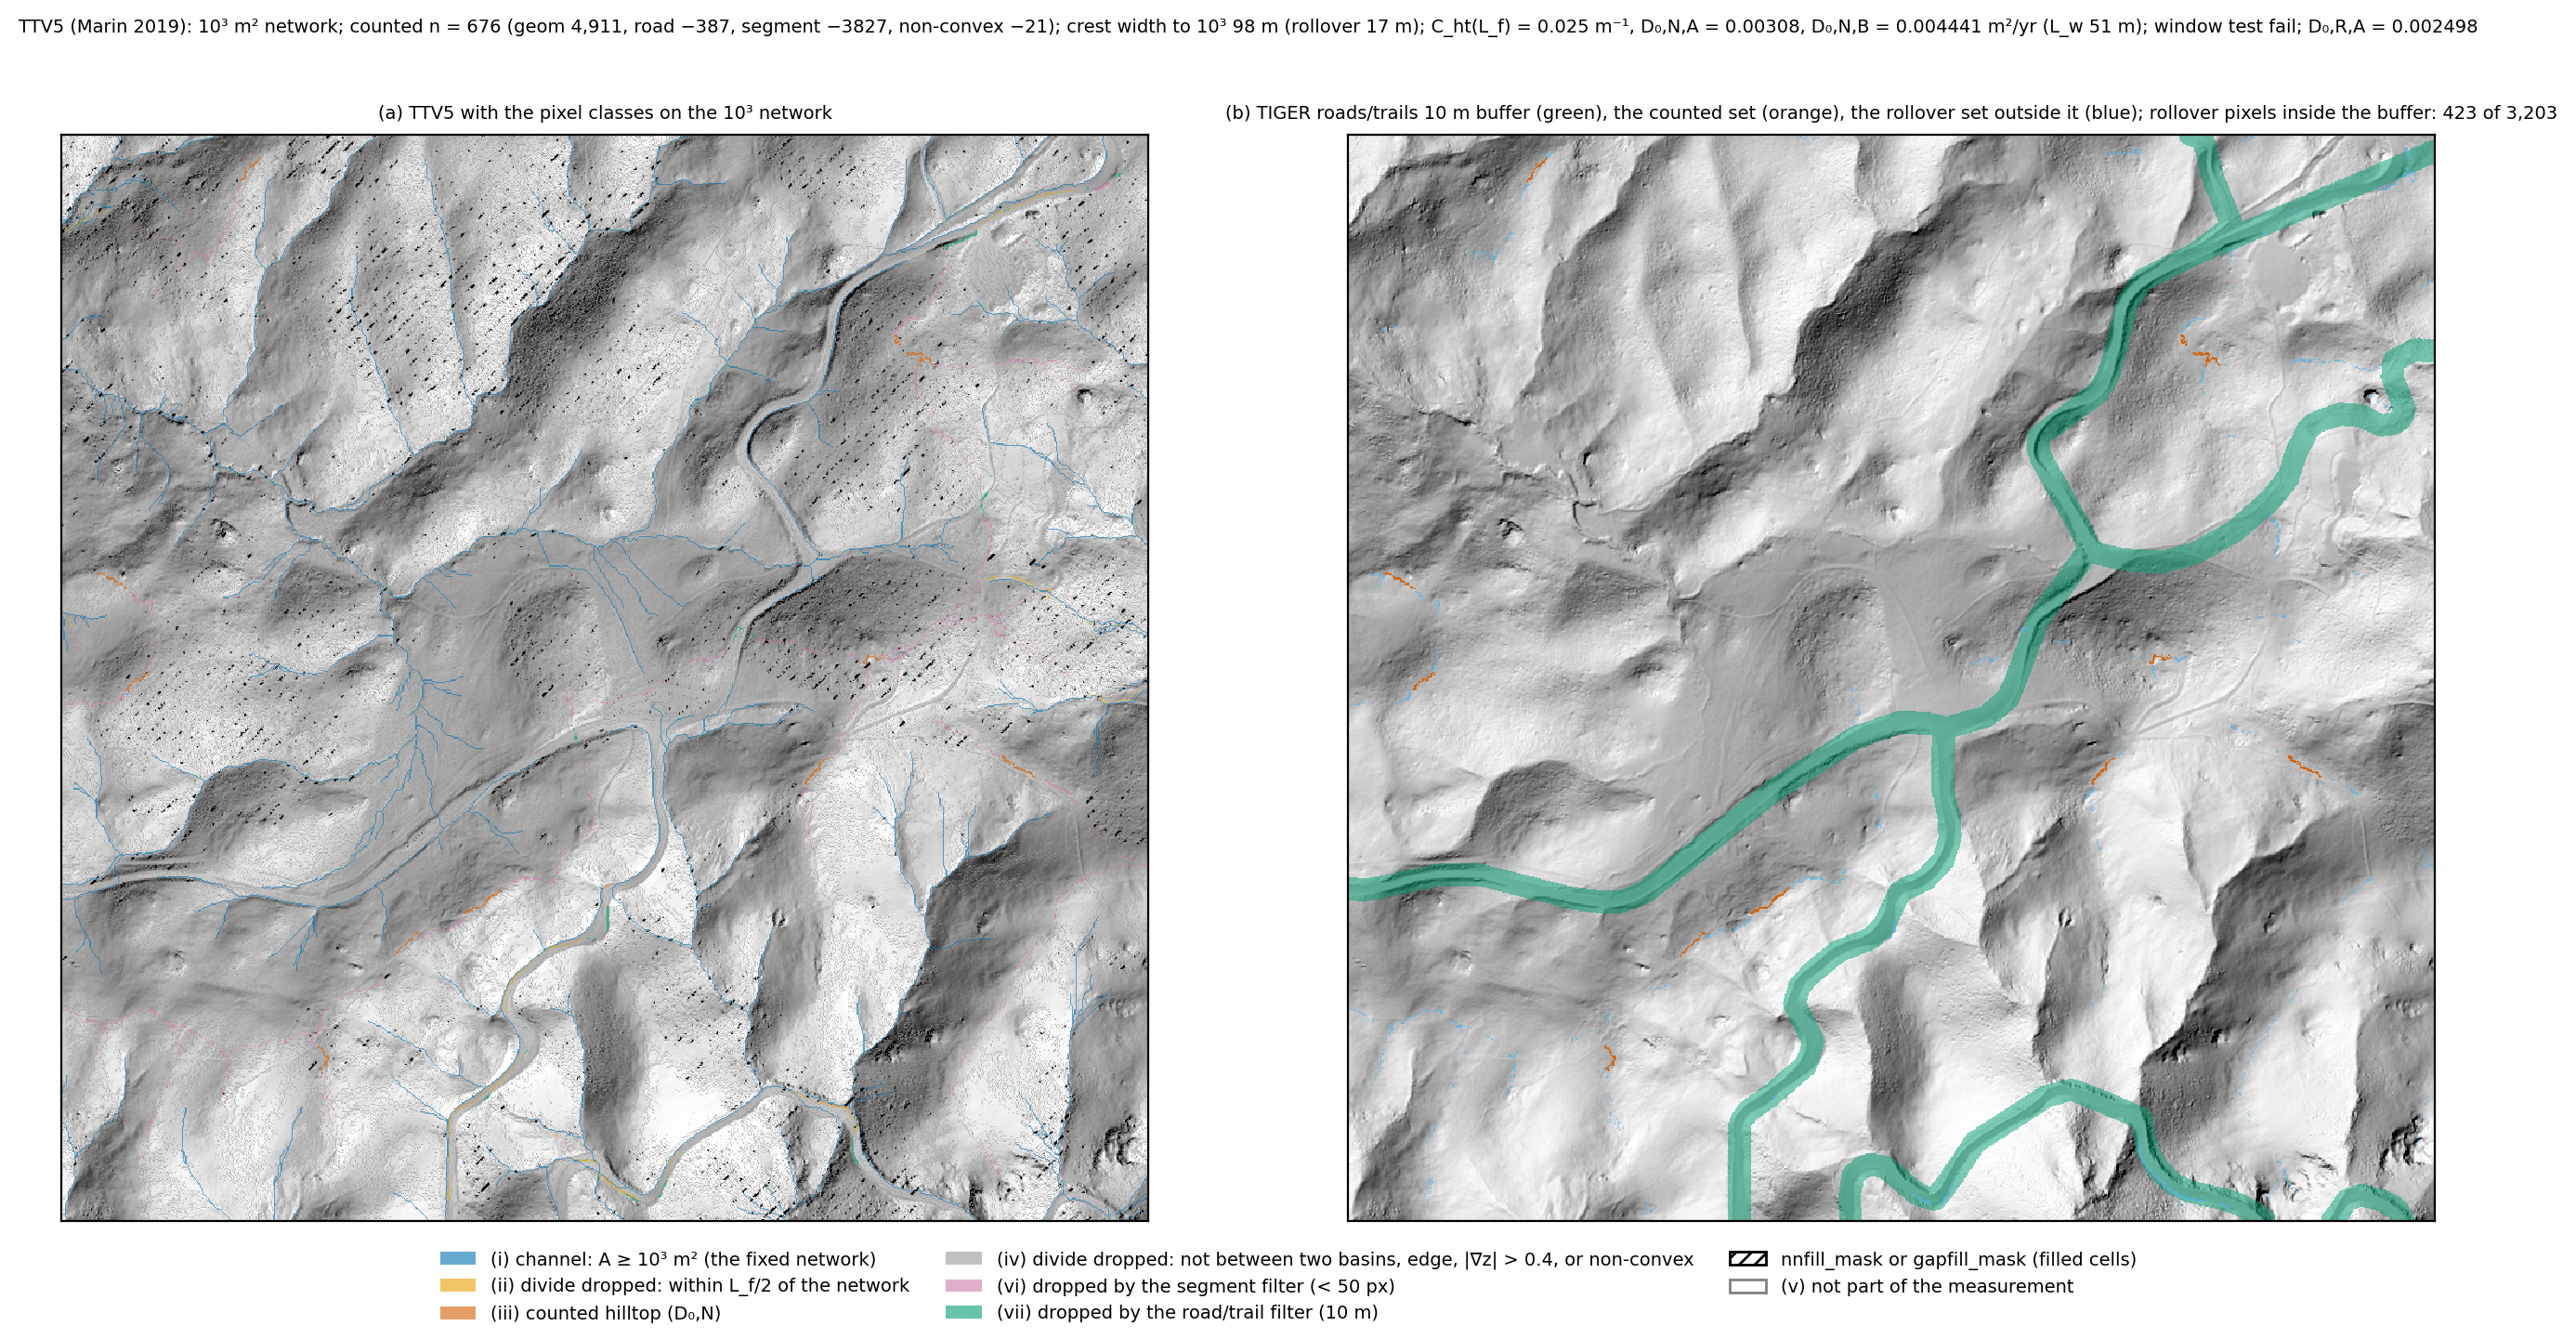 TTV5 (Marin 2019): 10³ m² network; counted n = 676 (geom 4,911, road −387, segment −3827, non-convex −21); crest width to 10³ 98 m (rollover 17 m); C_ht(L_f) = 0.025 m⁻¹, D₀,N,A = 0.00308, D₀,N,B = 0.004441 m²/yr (L_w 51 m); window test fail; D₀,R,A = 0.002498
(a) TTV5 with the pixel classes on the 10³ network
(b) TIGER roads/trails 10 m buffer (green), the counted set (orange), the rollover set outside it (blue); rollover pixels inside the buffer: 423 of 3,203
(i) channel: A ≥ 10³ m² (the fixed network)
(ii) divide dropped: within L_f/2 of the network
(iii) counted hilltop (D₀,N)
(iv) divide dropped: not between two basins, edge, |∇z| > 0.4, or non-convex
(vi) dropped by the segment filter (< 50 px)
(vii) dropped by the road/trail filter (10 m)
nnfill_mask or gapfill_mask (filled cells)
(v) not part of the measurement